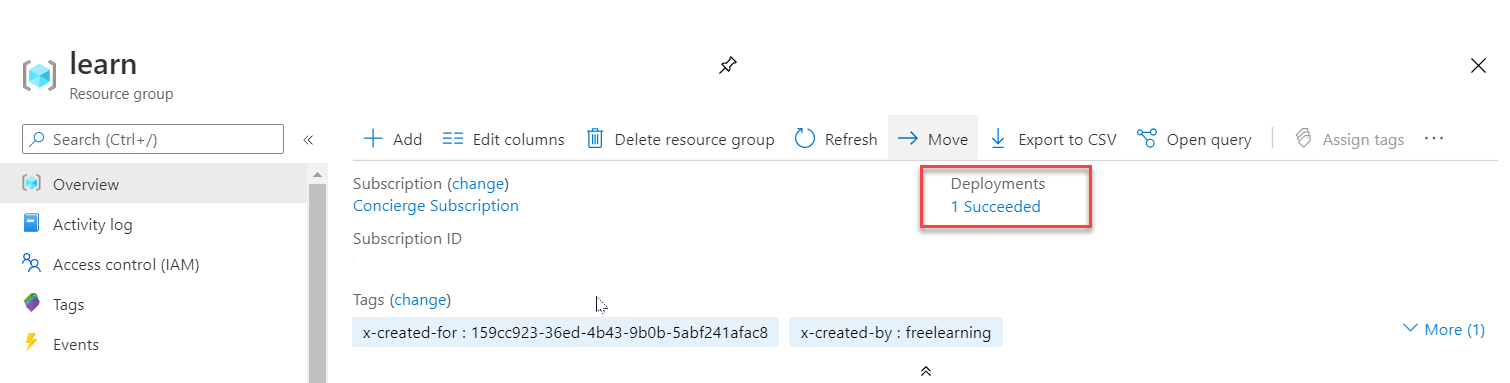 learn
Resource group
Search (Ctrl+/)
«
Add
Edit columns
Delete resource group
Refresh
Move
Export to CSV
Open query
Assign tags
···
Overview
Activity log
Access control (IAM)
Tags
Events
Subscription (change)
Concierge Subscription
Subscription ID
Deployments
1 Succeeded
Tags (change)
x-created-for : 159cc923-36ed-4b43-9b0b-5abf241afac8
x-created-by : freelearning
More (1)